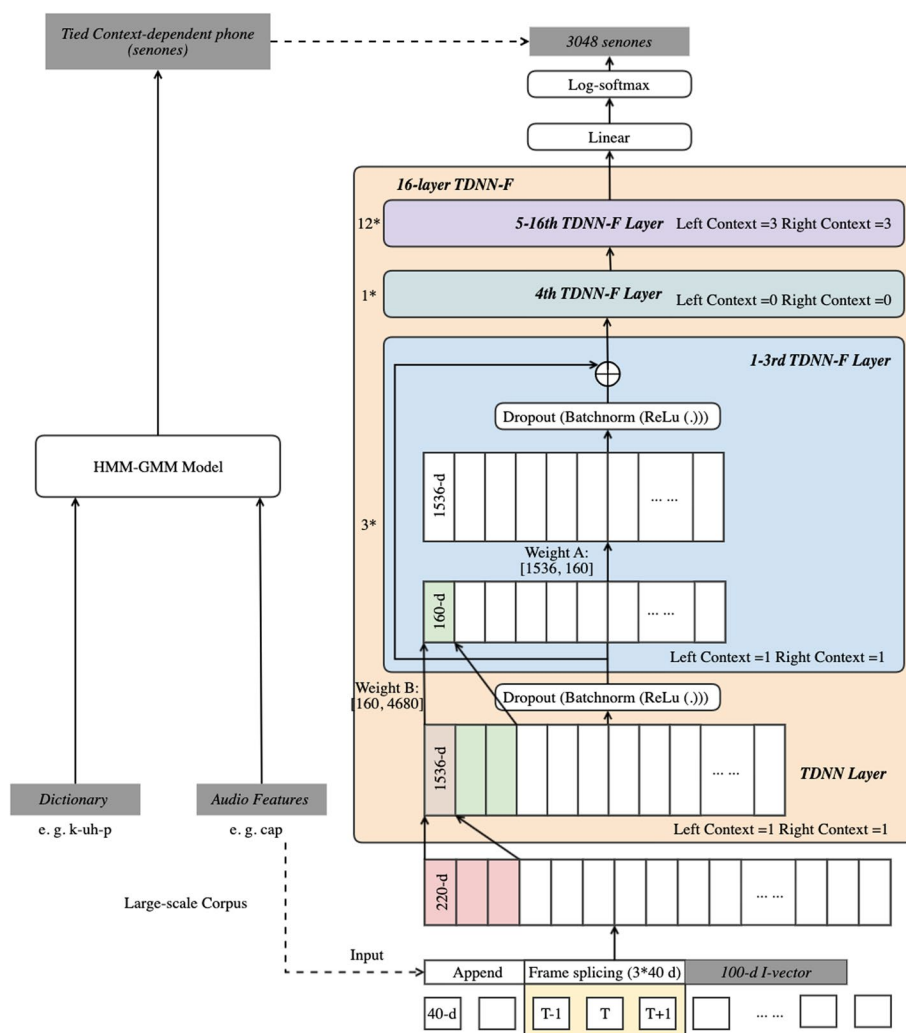 Tied Context-dependent phone
(senones)
3048 senones
Log-softmax
Linear
16-layer TDNN-F
12*
5-16th TDNN-F Layer
Left Context =3 Right Context =3
1*
4th TDNN-F Layer
Left Context =0 Right Context =0
1-3rd TDNN-F Layer
Dropout (Batchnorm (ReLu (.)))
HMM-GMM Model
1536-d
... ...
3*
Weight A:
[1536, 160]
160-d
... ...
Left Context =1 Right Context =1
Weight B:
[160, 4680]
Dropout (Batchnorm (ReLu (.)))
1536-d
... ...
TDNN Layer
Dictionary
Audio Features
e. g. k-uh-p
e. g. cap
Left Context =1 Right Context =1
220-d
... ...
Large-scale Corpus
Input
Append
Frame splicing (3*40 d)
100-d I-vector
40-d
T-1
T
T+1
... ...